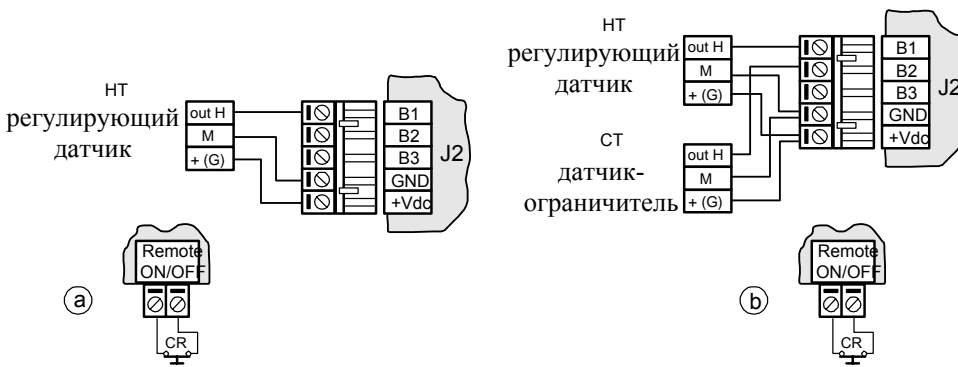 HT
регулирующий
датчик
out H
M
+ (G)
B1
B2
B3
GND
+Vdc
J2
Remote
ON/OFF
a
CR
HT
регулирующий
датчик
out H
M
+ (G)
CT
датчик-
ограничитель
out H
M
+ (G)
B1
B2
B3
GND
+Vdc
J2
Remote
ON/OFF
b
CR